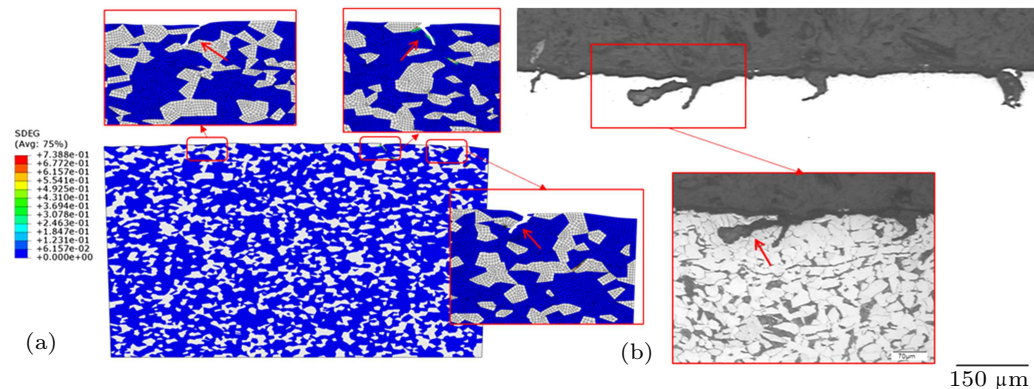 SDEG
(Avg: 75%)
+7.388e-01
+6.772e-01
+6.157e-01
+5.541e-01
+4.925e-01
+4.310e-01
+3.694e-01
+3.078e-01
+2.463e-01
+1.847e-01
+1.231e-01
+6.157e-02
+0.000e+00
(a)
(b)
70μm
150 μm